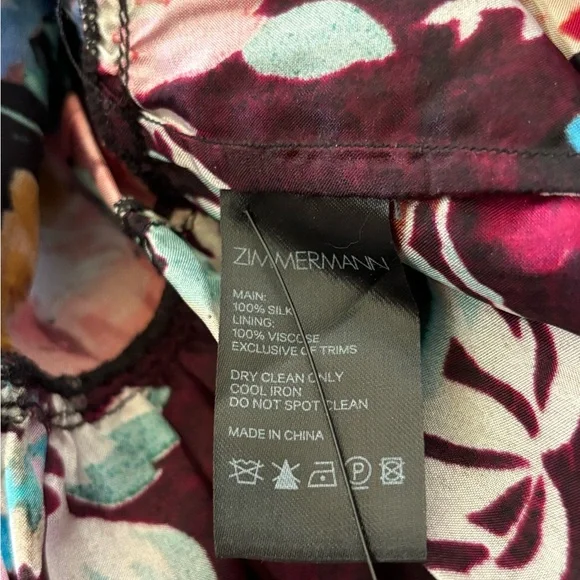 ZIMMERMANN
MAIN:
100% SILK
LINING:
100% VISCOSE
EXCLUSIVE OF TRIMS
DRY CLEAN ONLY
COOL IRON
DO NOT SPOT CLEAN
MADE IN CHINA
P